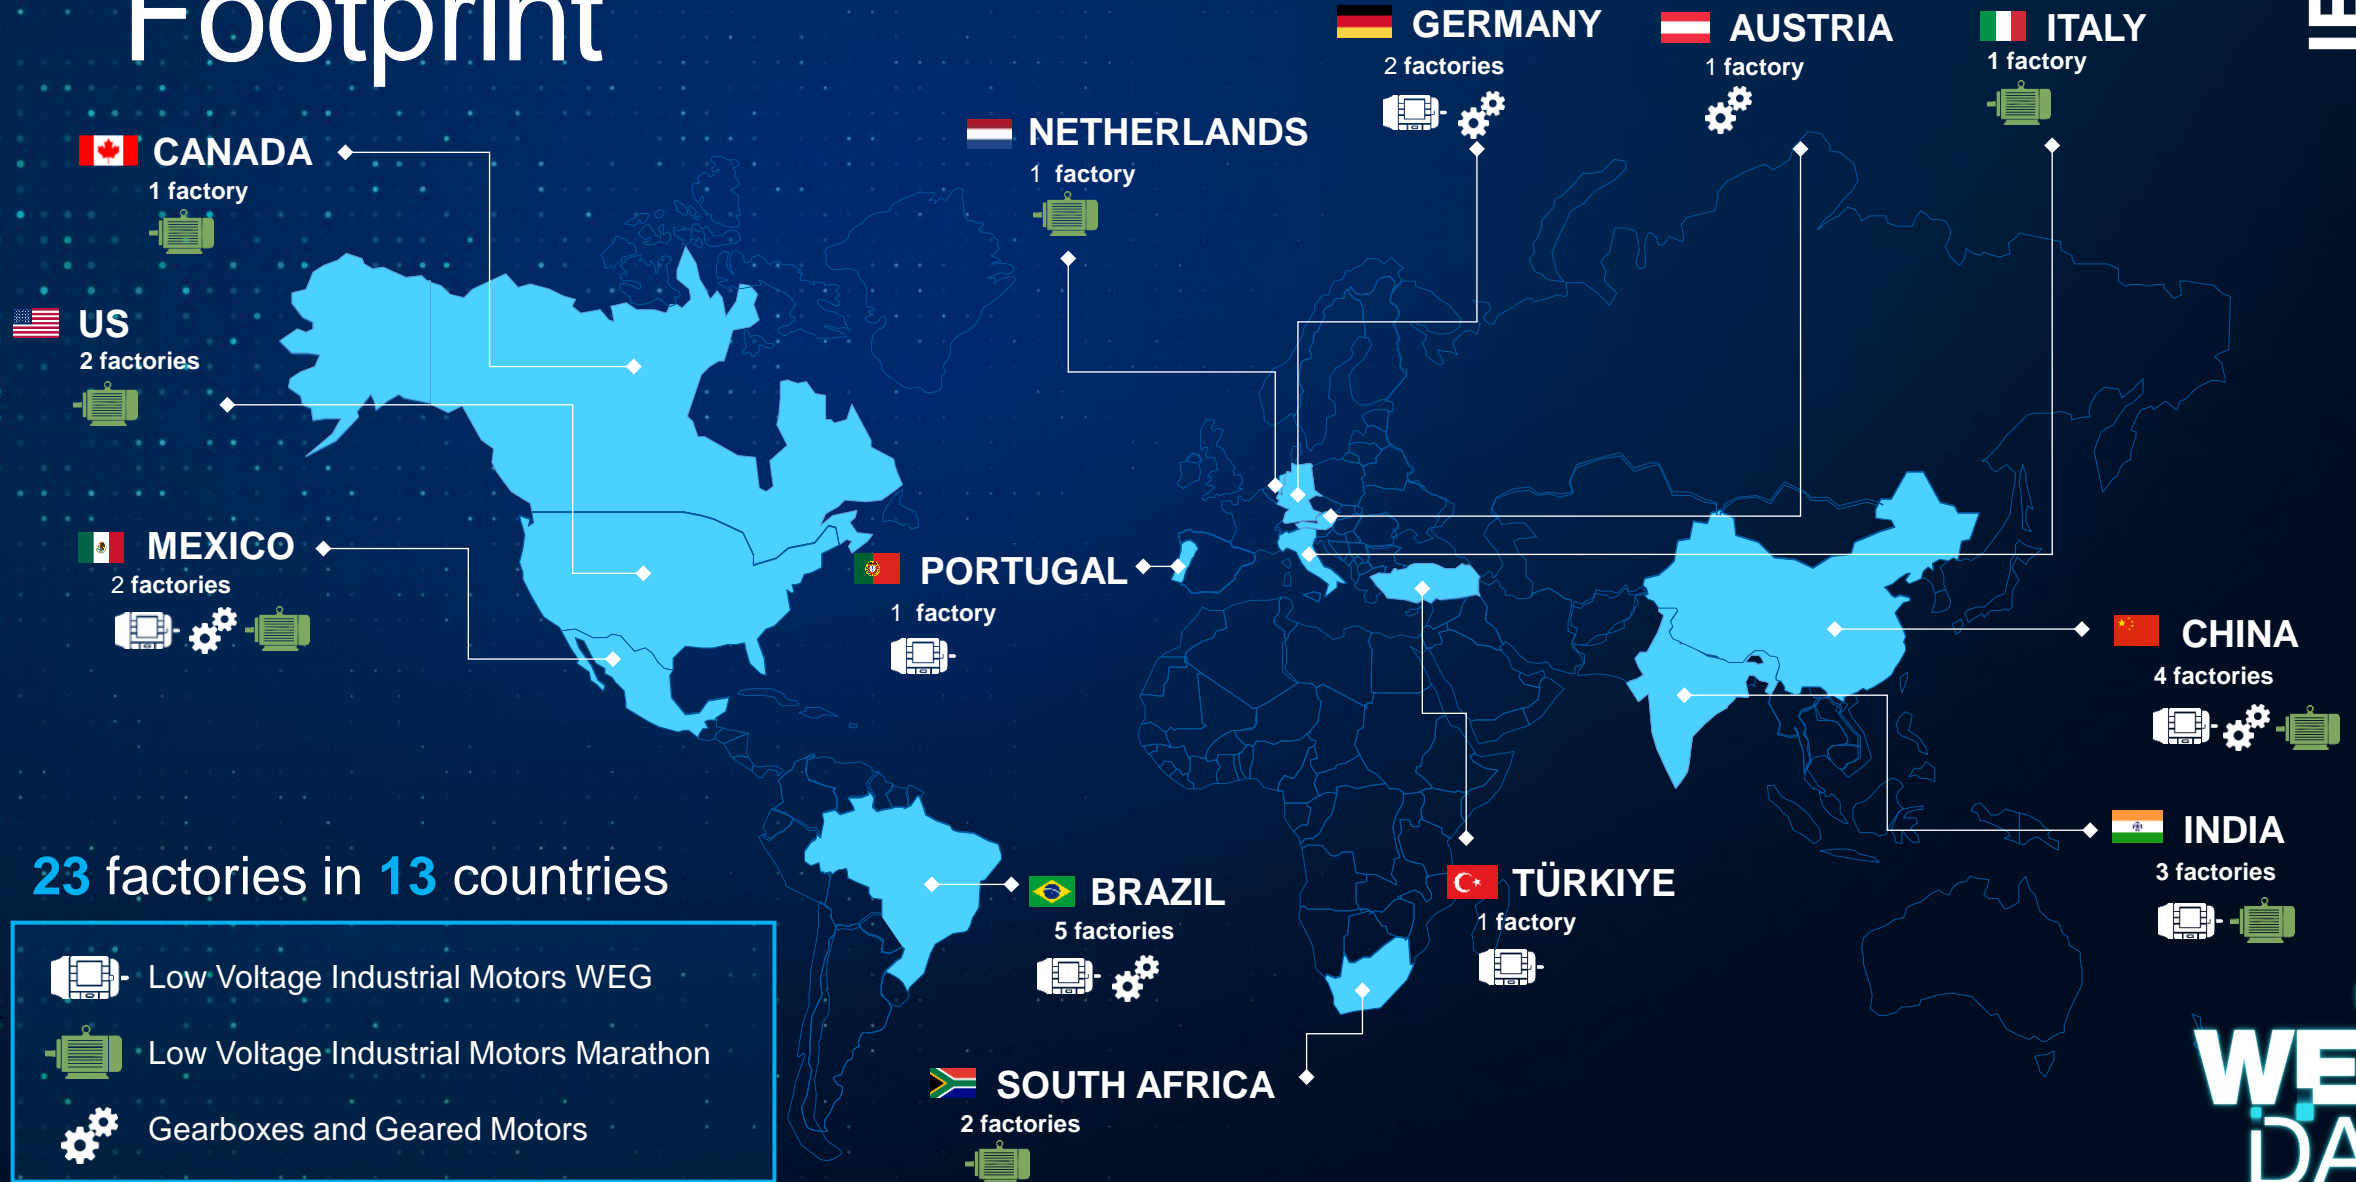 Footprint
GERMANY
2 factories
AUSTRIA
1 factory
ITALY
1 factory
CANADA
1 factory
NETHERLANDS
1 factory
US
2 factories
MEXICO
2 factories
PORTUGAL
1 factory
CHINA
4 factories
INDIA
3 factories
BRAZIL
5 factories
TÜRKIYE
1 factory
SOUTH AFRICA
2 factories
23 factories in 13 countries
Low Voltage Industrial Motors WEG
Low Voltage Industrial Motors Marathon
Gearboxes and Geared Motors